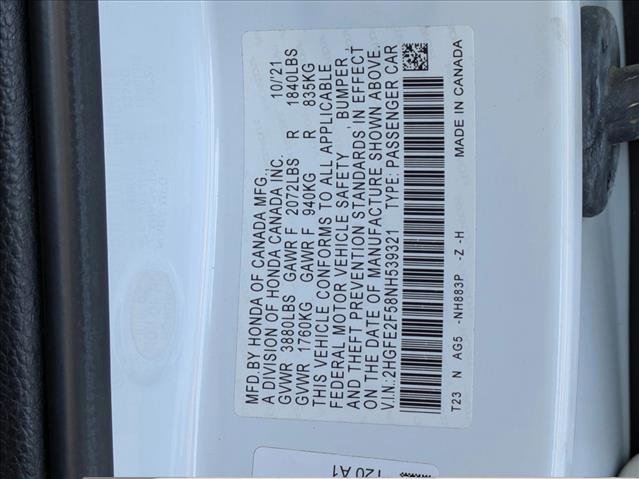 MFD.BY HONDA OF CANADA MFG.,
A DIVISION OF HONDA CANADA INC. 10/'21
GVWR 3880LBS GAWR F 2072LBS R 1840LBS
GVWR 1760KG GAWR F 940KG R 835KG
THIS VEHICLE CONFORMS TO ALL APPLICABLE
FEDERAL MOTOR VEHICLE SAFETY , BUMPER ,
AND THEFT PREVENTION STANDARDS IN EFFECT
ON THE DATE OF MANUFACTURE SHOWN ABOVE.
V.I.N.:2HGFE2F58NH539321 TYPE: PASSENGER CAR
T23 N AG5 -NH883P -Z -H MADE IN CANADA
T20 A1